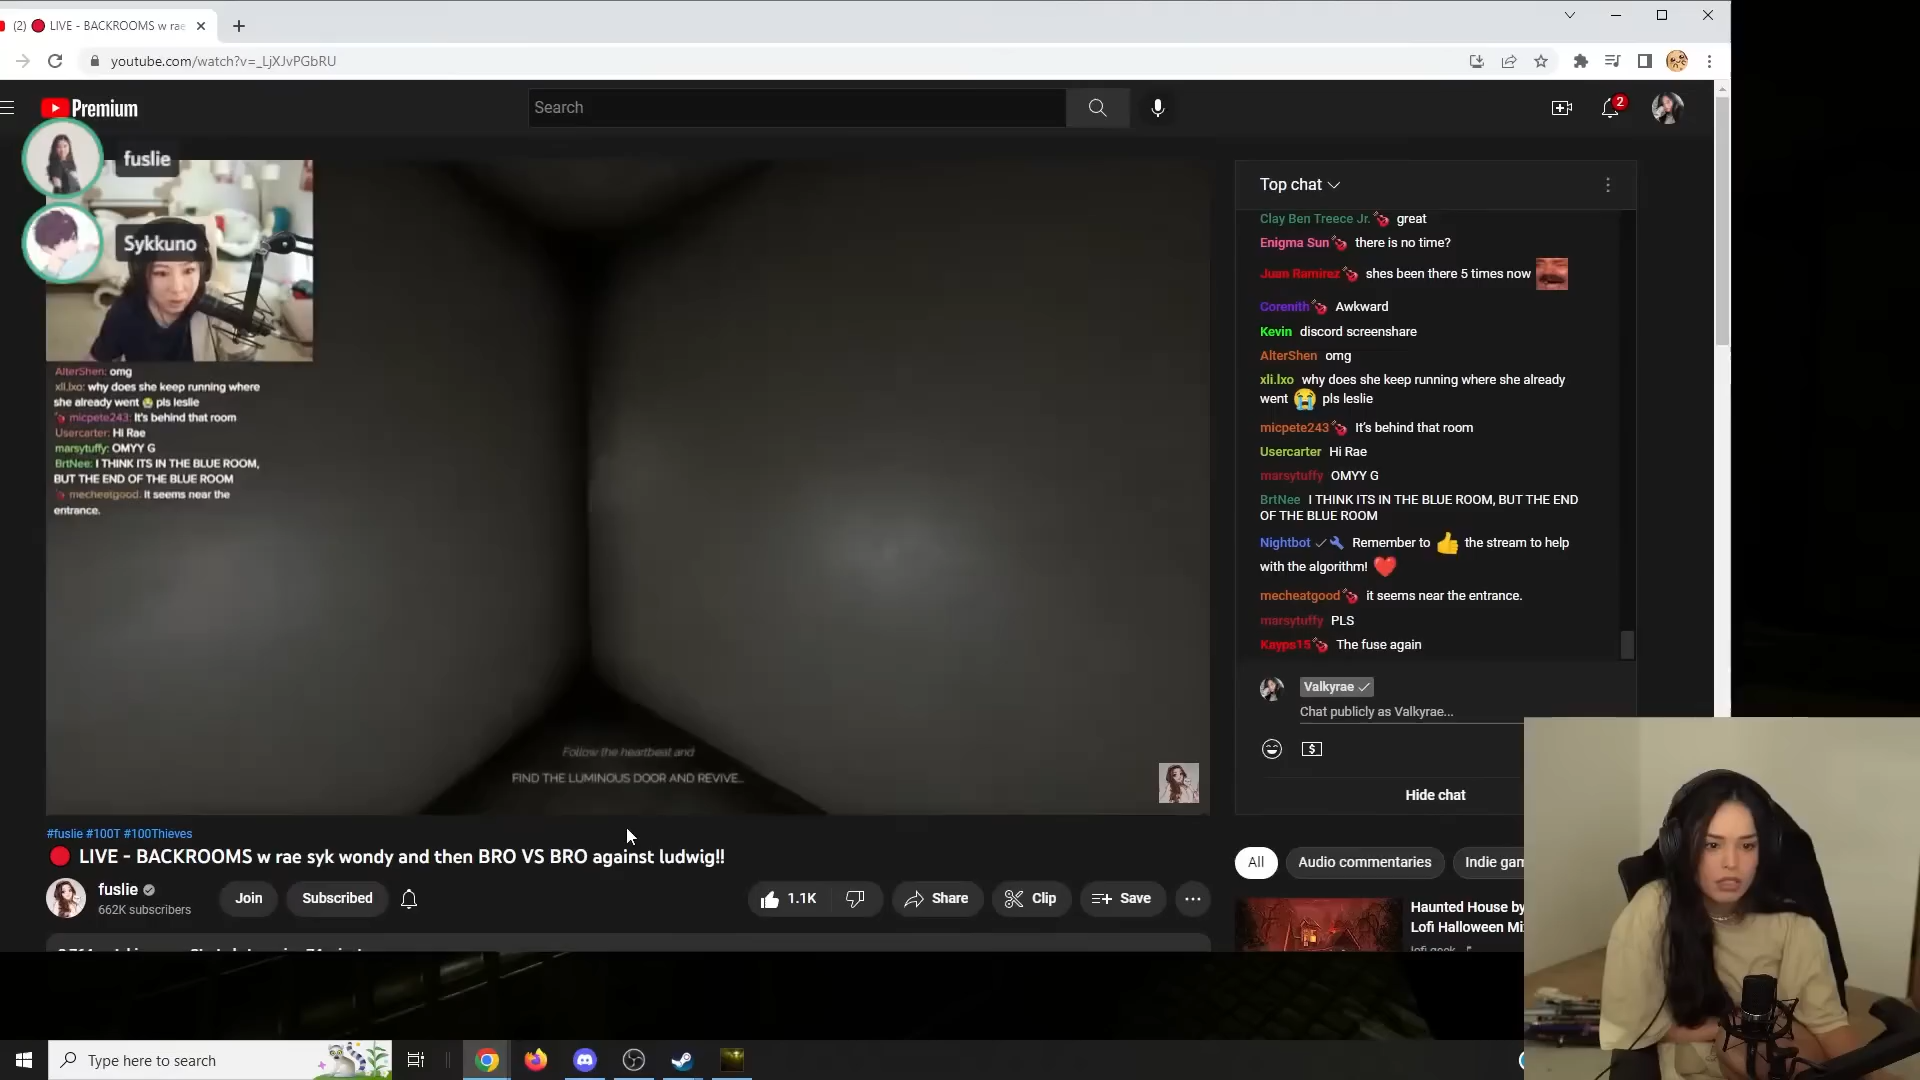 (2) LIVE - BACKROOMS w rae
youtube.com/watch?v=_LjXJvPGbRU
Premium
Search
2
fuslie
Sykkuno
AlterShen: omg
xli.lxo: why does she keep running where
she already went 😭 pls leslie
micpete243: It's behind that room
Usercarter: Hi Rae
marsytuffy: OMYY G
BrtNee: I THINK ITS IN THE BLUE ROOM,
BUT THE END OF THE BLUE ROOM
mecheatgood: it seems near the
entrance.
Follow the heartbeat and
FIND THE LUMINOUS DOOR AND REVIVE...
Top chat
Clay Ben Treece Jr. great
Enigma Sun there is no time?
Juan Ramirez shes been there 5 times now
Corenith Awkward
Kevin discord screenshare
AlterShen omg
xli.lxo why does she keep running where she already
went 😭 pls leslie
micpete243 It's behind that room
Usercarter Hi Rae
marsytuffy OMYY G
BrtNee I THINK ITS IN THE BLUE ROOM, BUT THE END
OF THE BLUE ROOM
Nightbot Remember to 👍 the stream to help
with the algorithm! ❤️
mecheatgood it seems near the entrance.
marsytuffy PLS
Kayps15 The fuse again
Valkyrae
Chat publicly as Valkyrae...
Hide chat
#fuslie #100T #100Thieves
🔴 LIVE - BACKROOMS w rae syk wondy and then BRO VS BRO against ludwig!!
fuslie
662K subscribers
Join
Subscribed
1.1K
Share
Clip
Save
All
Audio commentaries
Indie gam
Haunted House by
Lofi Halloween Mi
Type here to search